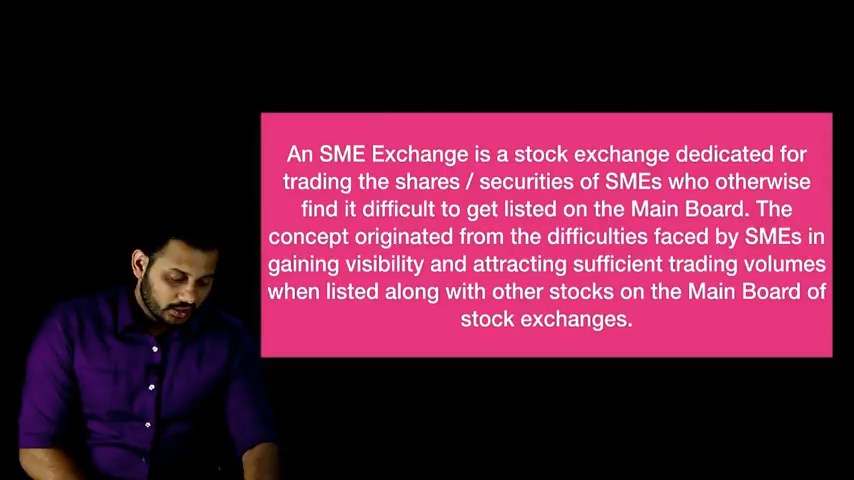 An SME Exchange is a stock exchange dedicated for
trading the shares / securities of SMEs who otherwise
find it difficult to get listed on the Main Board. The
concept originated from the difficulties faced by SMEs in
gaining visibility and attracting sufficient trading volumes
when listed along with other stocks on the Main Board of
stock exchanges.